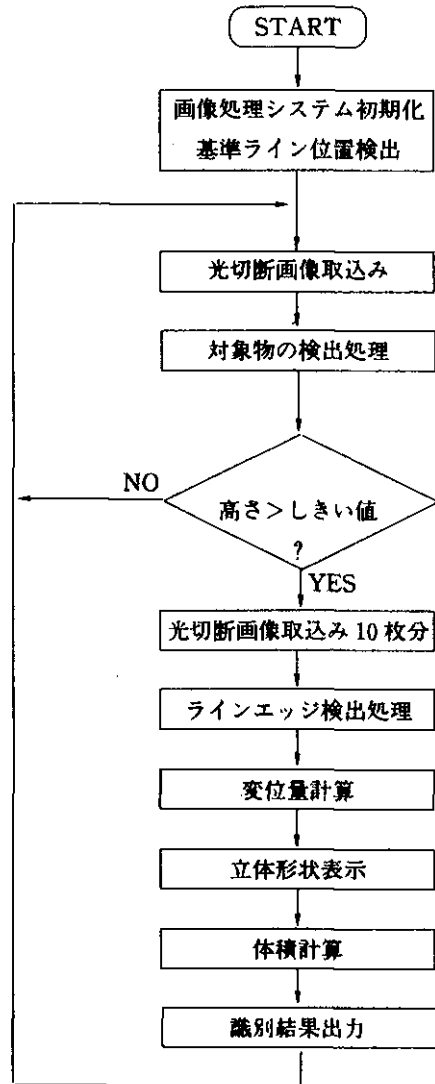 START
画像処理システム初期化
基準ライン位置検出
光切断画像取込み
対象物の検出処理
NO
高さ>しきい値
?
YES
光切断画像取込み 10 枚分
ラインエッジ検出処理
変位量計算
立体形状表示
体積計算
識別結果出力